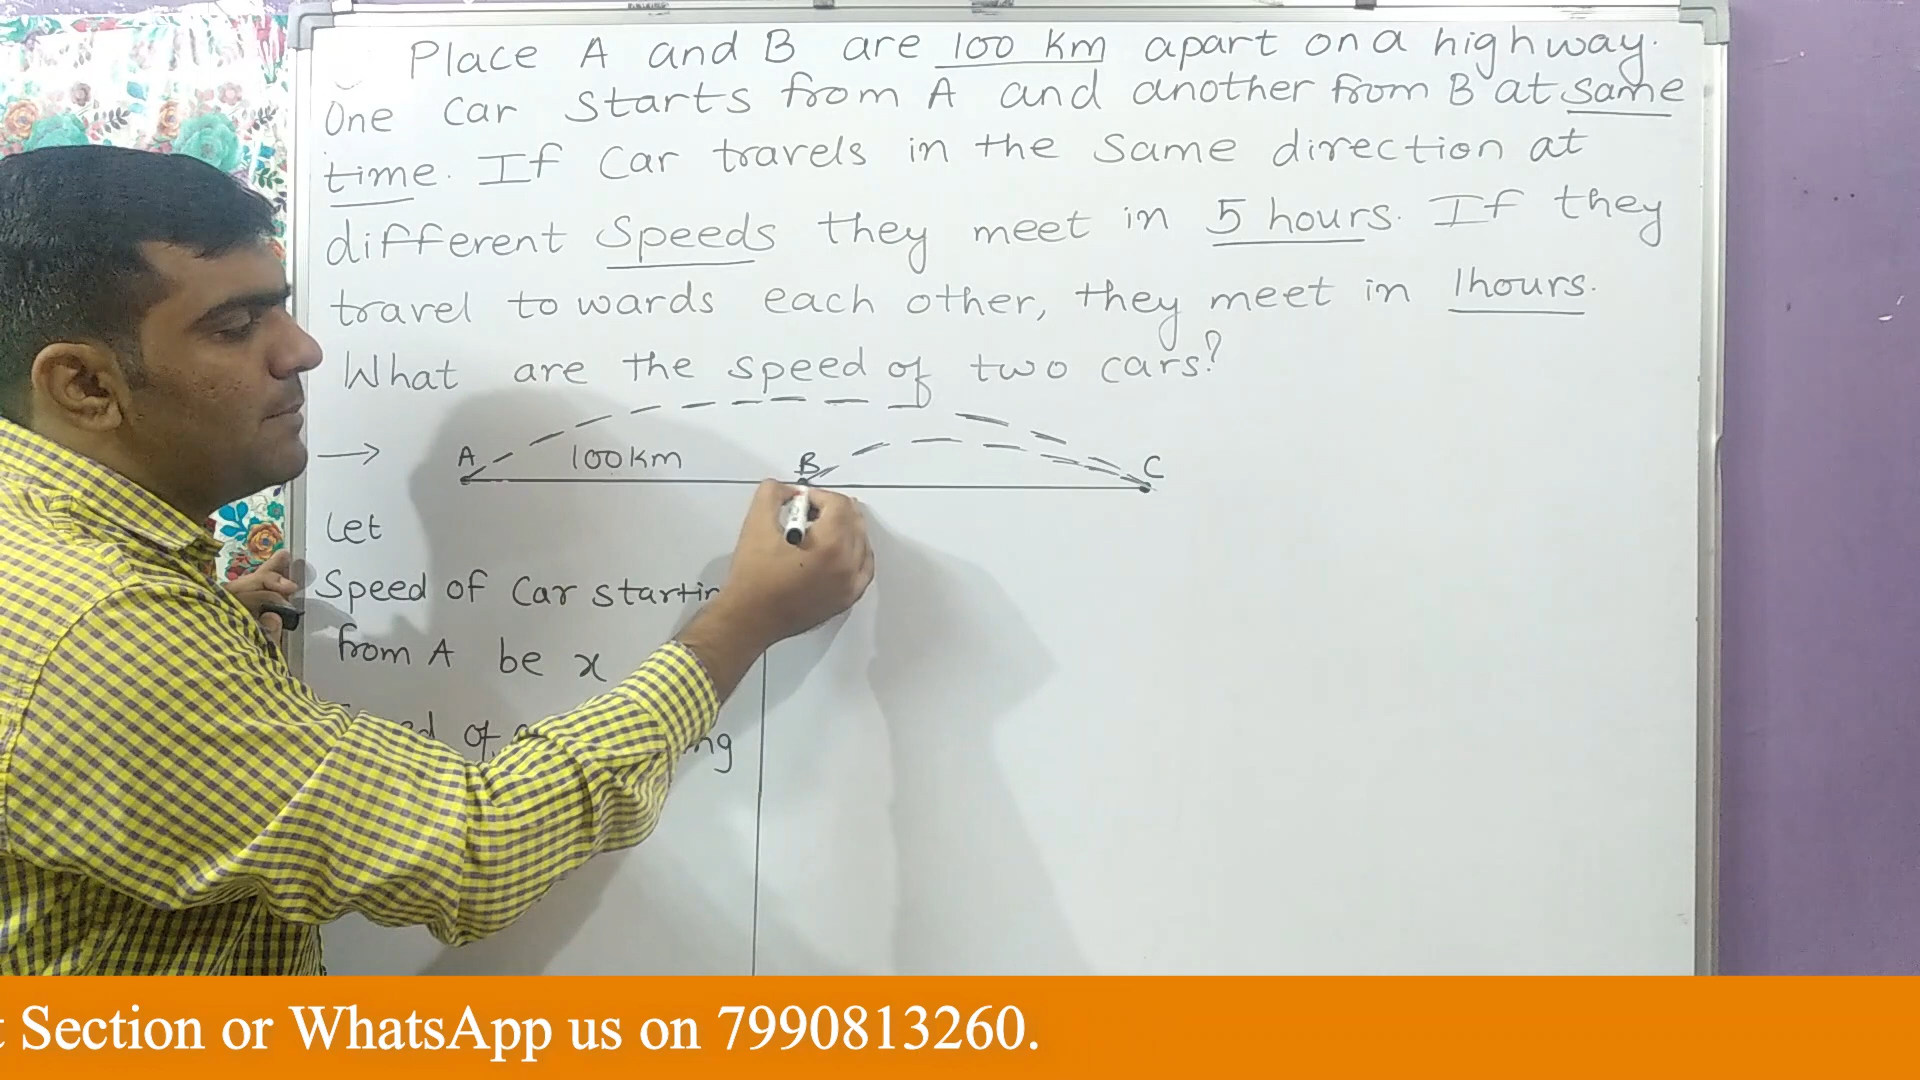 Place A and B are 100 Km apart on a highway.
One Car Starts from A and another from B at same
time. If Car travels in the Same direction at
different Speeds they meet in 5 hours. If they
travel towards each other, they meet in 1hours.
What are the speed of two cars?
→ A 100Km B C
Let
Speed of Car
from A be x
of
Section or WhatsApp us on 7990813260.